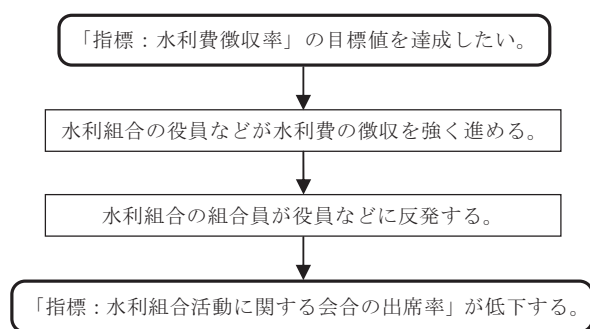 「指標：水利費徴収率」の目標値を達成したい。
水利組合の役員などが水利費の徴収を強く進める。
水利組合の組合員が役員などに反発する。
「指標：水利組合活動に関する会合の出席率」が低下する。